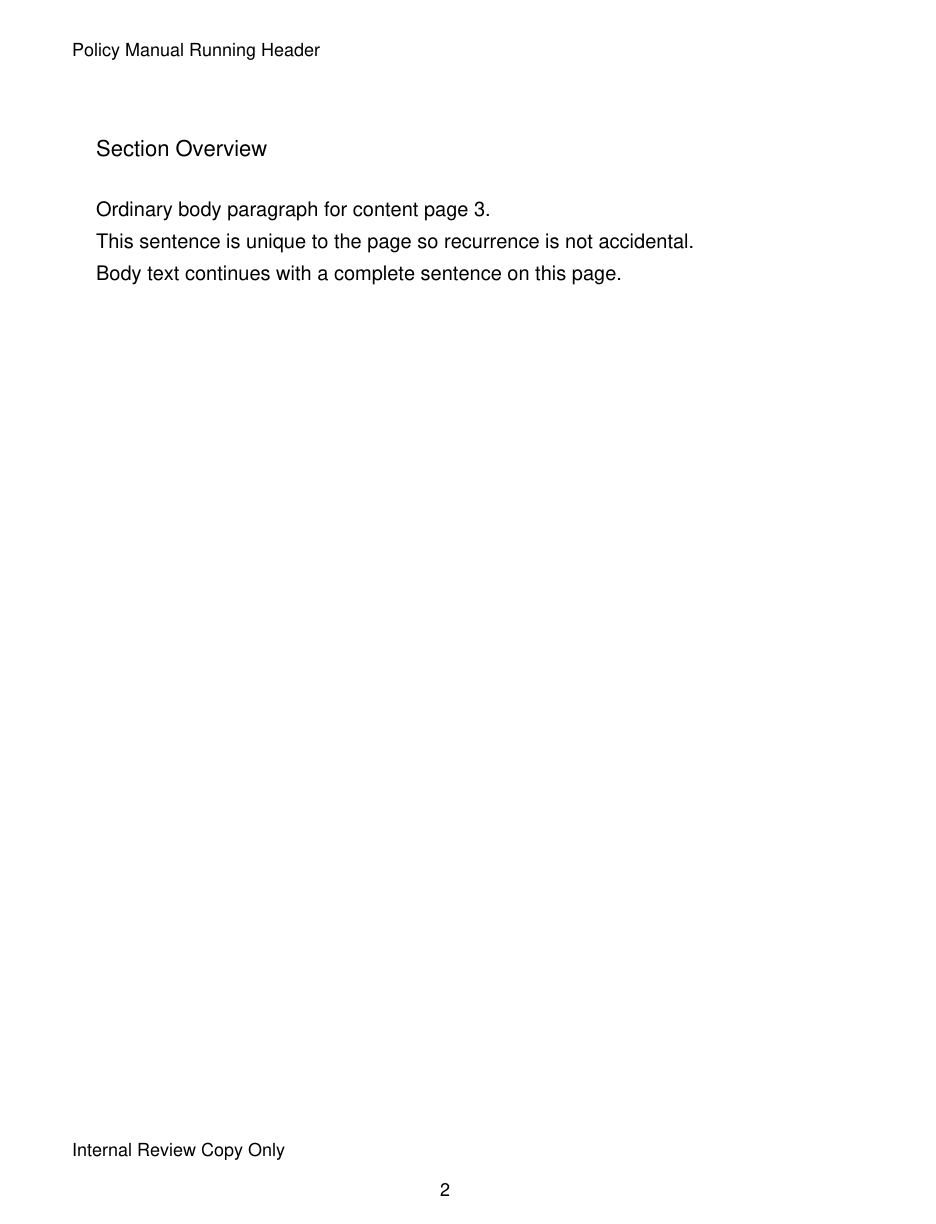 Policy Manual Running Header
Section Overview
Ordinary body paragraph for content page 3.
This sentence is unique to the page so recurrence is not accidental.
Body text continues with a complete sentence on this page.
Internal Review Copy Only
2